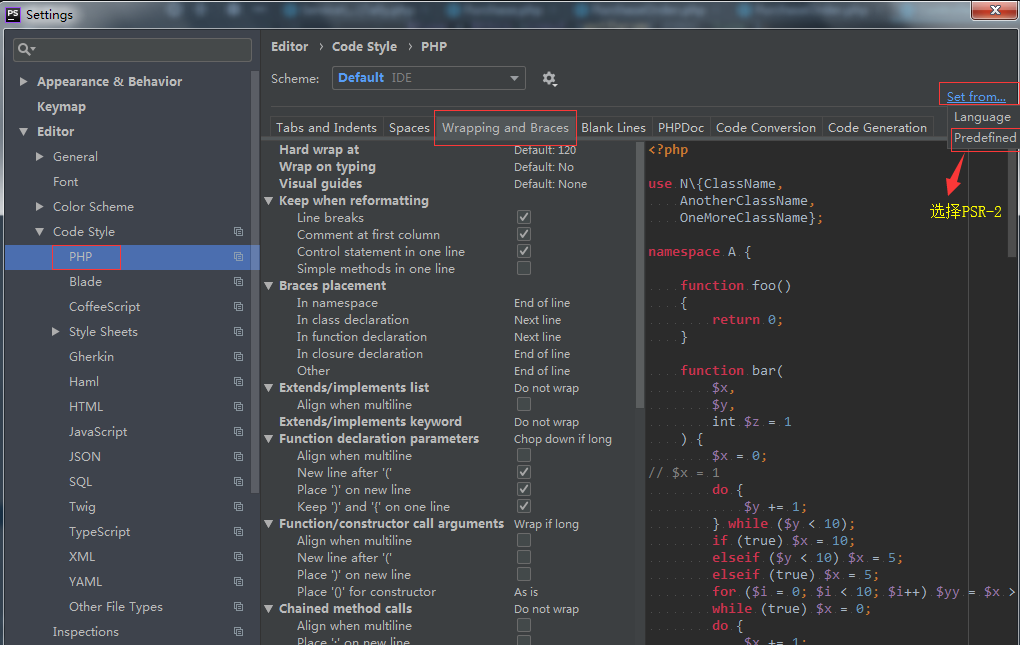 PS Settings
Editor › Code Style › PHP
Scheme: Default IDE
Set from...
Language
Predefined
选择PSR-2
Appearance & Behavior
Keymap
Editor
General
Font
Color Scheme
Code Style
PHP
Blade
CoffeeScript
Style Sheets
Gherkin
Haml
HTML
JavaScript
JSON
SQL
Twig
TypeScript
XML
YAML
Other File Types
Inspections
Tabs and Indents Spaces Wrapping and Braces Blank Lines PHPDoc Code Conversion Code Generation
Hard wrap at Default: 120
Wrap on typing Default: No
Visual guides Default: None
Keep when reformatting
Line breaks
Comment at first column
Control statement in one line
Simple methods in one line
Braces placement
In namespace End of line
In class declaration Next line
In function declaration Next line
In closure declaration End of line
Other End of line
Extends/implements list Do not wrap
Align when multiline
Extends/implements keyword Do not wrap
Function declaration parameters Chop down if long
Align when multiline
New line after '('
Place ')' on new line
Keep ')' and '{' on one line
Function/constructor call arguments Wrap if long
Align when multiline
New line after '('
Place ')' on new line
Place '()' for constructor As is
Chained method calls Do not wrap
Align when multiline
Place ';' on new line
<?php
use N\{ClassName,
AnotherClassName,
OneMoreClassName};
namespace A {
function foo()
{
return 0;
}
function bar(
$x,
$y,
int $z = 1
) {
$x = 0;
// $x = 1
do {
$y += 1;
} while ($y < 10);
if (true) $x = 10;
elseif ($y < 10) $x = 5;
elseif (true) $x = 5;
for ($i = 0; $i < 10; $i++) $yy = $x >
while (true) $x = 0;
do {
$x += 1;